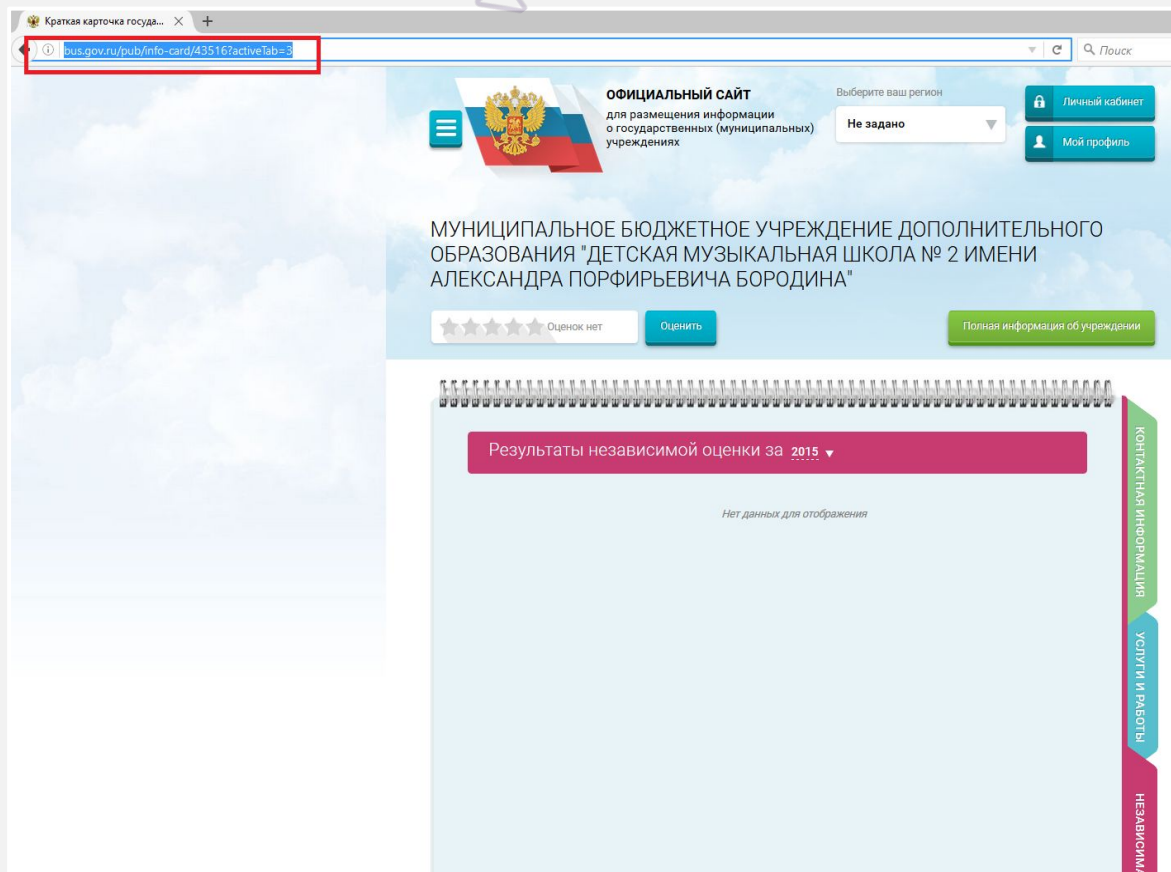 Краткая карточка госуда...
bus.gov.ru/pub/info-card/43516?activeTab=3
Поиск
ОФИЦИАЛЬНЫЙ САЙТ
для размещения информации
о государственных (муниципальных)
учреждениях
Выберите ваш регион
Не задано
Личный кабинет
Мой профиль
МУНИЦИПАЛЬНОЕ БЮДЖЕТНОЕ УЧРЕЖДЕНИЕ ДОПОЛНИТЕЛЬНОГО
ОБРАЗОВАНИЯ "ДЕТСКАЯ МУЗЫКАЛЬНАЯ ШКОЛА № 2 ИМЕНИ
АЛЕКСАНДРА ПОРФИРЬЕВИЧА БОРОДИНА"
Оценок нет
Оценить
Полная информация об учреждении
Результаты независимой оценки за 2015
Нет данных для отображения
КОНТАКТНАЯ ИНФОРМАЦИЯ
УСЛУГИ И РАБОТЫ
НЕЗАВИСИМА